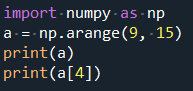 import numpy as np
a = np.arange(9, 15)
print(a)
print(a[4])